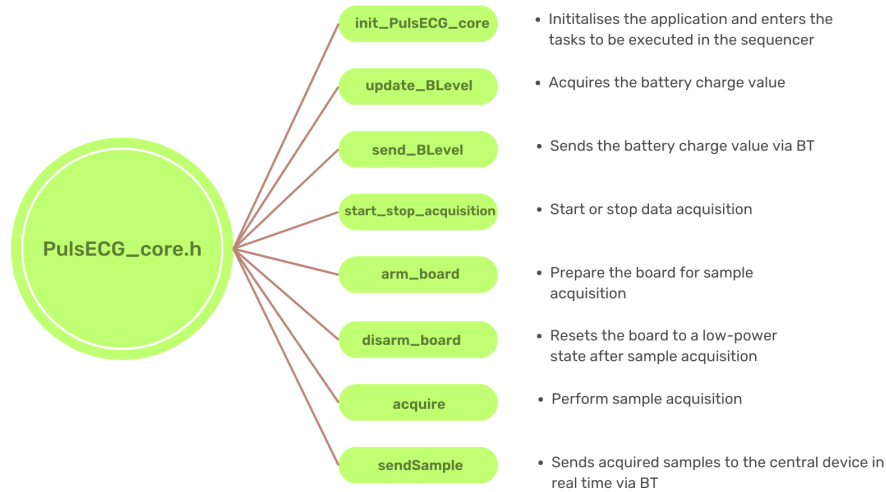 PulsECG_core.h
init_PulsECG_core
• Inititalises the application and enters the
tasks to be executed in the sequencer
update_BLevel
• Acquires the battery charge value
send_BLevel
• Sends the battery charge value via BT
start_stop_acquisition
• Start or stop data acquisition
arm_board
• Prepare the board for sample
acquisition
disarm_board
• Resets the board to a low-power
state after sample acquisition
acquire
• Perform sample acquisition
sendSample
• Sends acquired samples to the central device in
real time via BT